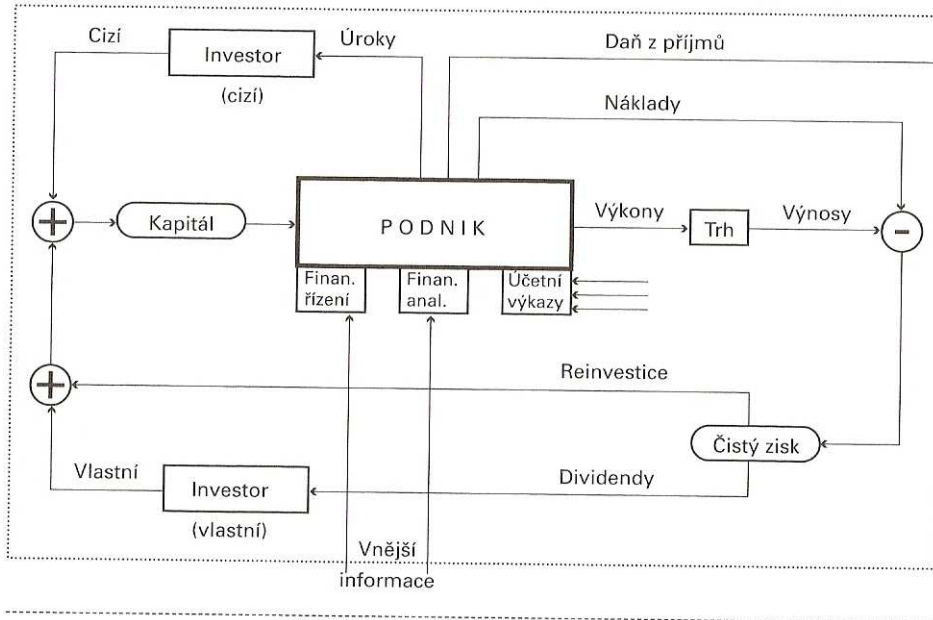 Cizí
Investor
(cizí)
Úroky
Daň z příjmů
Náklady
+
Kapitál
PODNIK
Výkony
Trh
Výnosy
-
Finan.
řízení
Finan.
anal.
Účetní
výkazy
+
Reinvestice
Čistý zisk
Vlastní
Investor
(vlastní)
Dividendy
Vnější
informace